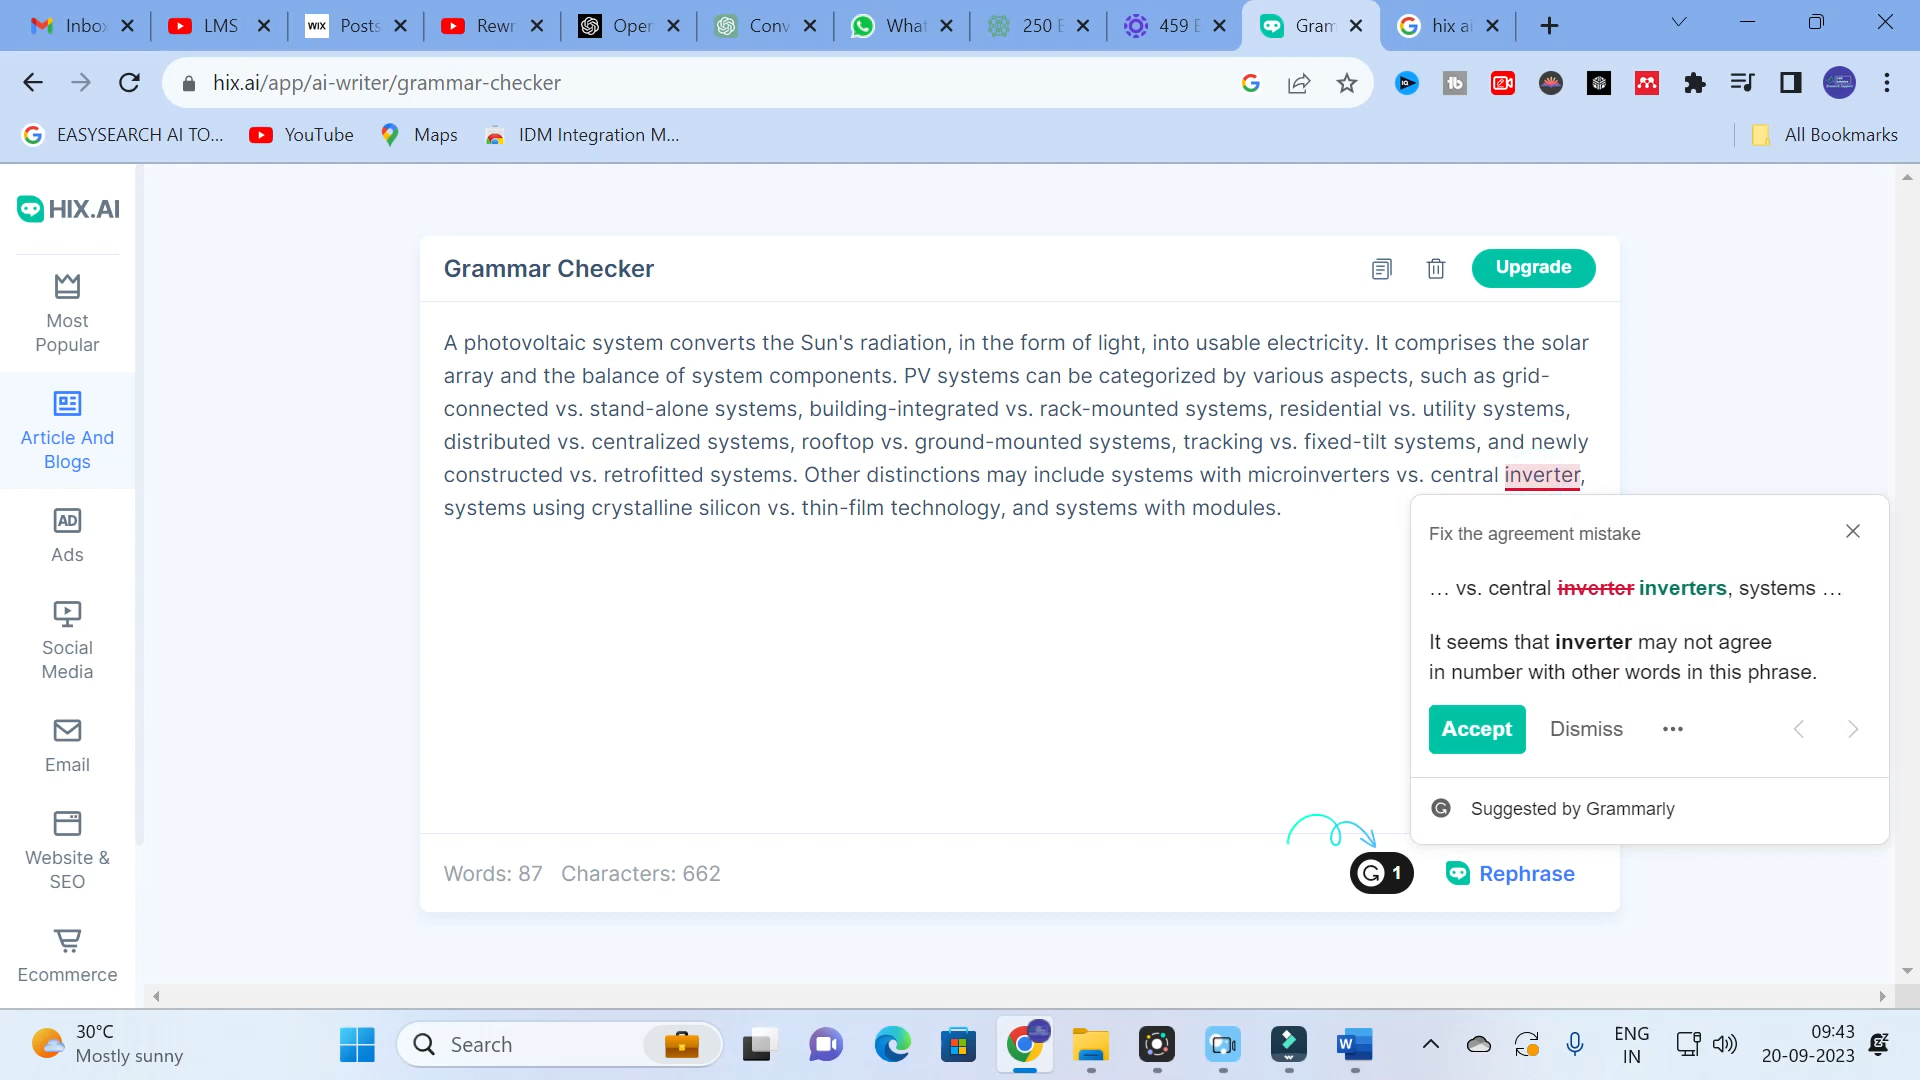 Inbo
LMS
WIX
Posts
Rewr
Oper
Conv
What
250 E
459 E
Gram
hix ai
hix.ai/app/ai-writer/grammar-checker
EASYSEARCH AI TO...
YouTube
Maps
IDM Integration M...
All Bookmarks
HIX.AI
Most
Popular
Article And
Blogs
AD
Ads
Social
Media
Email
Website &
SEO
Ecommerce
Grammar Checker
Upgrade
A photovoltaic system converts the Sun's radiation, in the form of light, into usable electricity. It comprises the solar
array and the balance of system components. PV systems can be categorized by various aspects, such as grid-
connected vs. stand-alone systems, building-integrated vs. rack-mounted systems, residential vs. utility systems,
distributed vs. centralized systems, rooftop vs. ground-mounted systems, tracking vs. fixed-tilt systems, and newly
constructed vs. retrofitted systems. Other distinctions may include systems with microinverters vs. central inverter,
systems using crystalline silicon vs. thin-film technology, and systems with modules.
Fix the agreement mistake
... vs. central inverter inverters, systems ...
It seems that inverter may not agree
in number with other words in this phrase.
Accept
Dismiss
Suggested by Grammarly
Words: 87
Characters: 662
1
Rephrase
30°C
Mostly sunny
Search
ENG
IN
09:43
20-09-2023